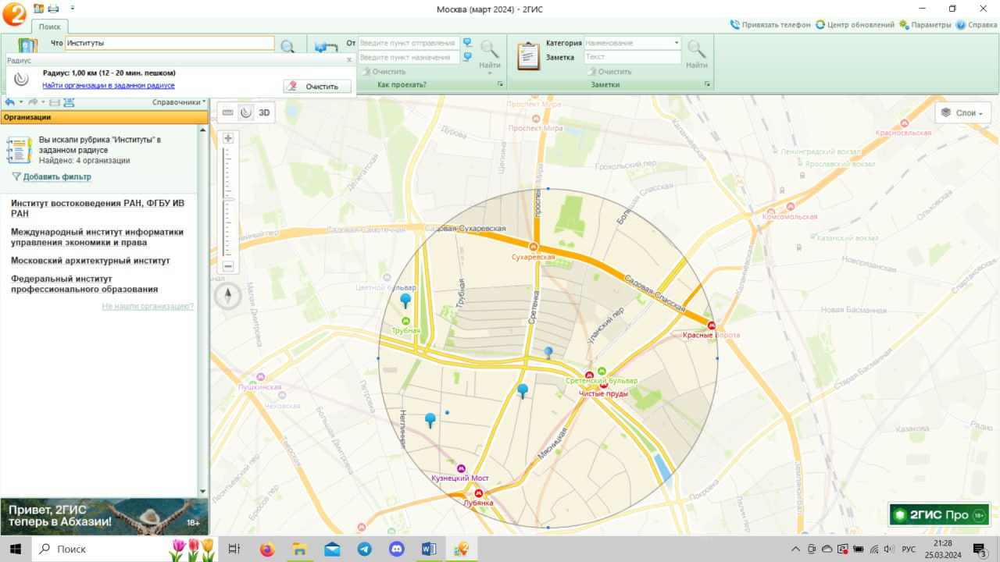 Москва (март 2024) - 2ГИС
Поиск
Привязать телефон
Центр обновлений
Параметры
Справка
Что Институты
От Введите пункт отправления
Введите пункт назначения
Найти
Очистить
Как проехать?
Категория Наименование
Заметка Текст
Найти
Очистить
Заметки
Радиус
x
Радиус: 1,00 км (12 - 20 мин. пешком)
Найти организации в заданном радиусе
Очистить
Справочники
Организации
Вы искали рубрика "Институты" в
заданном радиусе
Найдено: 4 организации
Добавить фильтр
Институт востоковедения РАН, ФГБУ ИВ
РАН
Международный институт информатики
управления экономики и права
Московский архитектурный институт
Федеральный институт
профессионального образования
Не нашли организацию?
Привет, 2ГИС
теперь в Абхазии!
18+
3D
Слои
Проспект Мира
Проспект Мира
Дурова
Щепкина
Делегатская
Грохольский пер
Каланчёвская
Красносельская
Ленинградский вокзал
Ярославский вокзал
Большая Спасская
Комсомольская
Ольховская
Казанский вокзал
проспект Мира
Садовая-Самотечная
Садовая-Сухаревская
Сухаревская
Садовая-Спасская
Каланчёвская
Новорязанская
Цветной бульвар
Трубная
Сретенка
Малая Дмитровка
Уланский пер
Новая Басманная
Трубная
Красные Ворота
Сретенский бульвар
Чистые пруды
Старая Басманная
Пушкинская
Чеховская
Петровка
Большая Дмитровка
Неглинная
Мясницкая
Казакова
Радио
Тверская
Кузнецкий Мост
Лубянка
Покровка
Леонтьевский пер
Брюсов пер
Лялин пер
Земляной Вал
2ГИС Про 18+
Поиск
РУС
21:28
25.03.2024
3